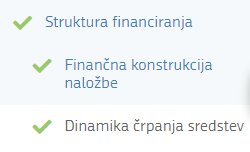 Struktura financiranja
Finančna konstrukcija
naložbe
Dinamika črpanja sredstev